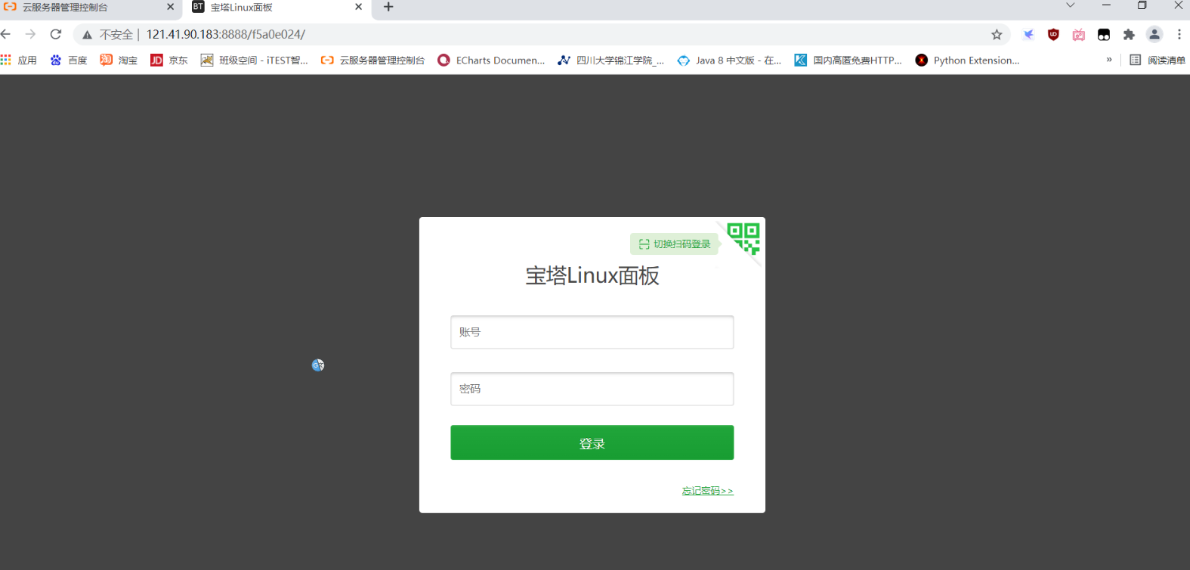 云服务器管理控制台
BT 宝塔Linux面板
不安全 | 121.41.90.183:8888/f5a0e024/
应用 百度 淘宝 JD 京东 班级空间 - iTEST智... 云服务器管理控制台 ECharts Documen... 四川大学锦江学院_... Java 8 中文版 - 在... 国内高匿免费HTTP... Python Extension... » 阅读清单
切换扫码登录
宝塔Linux面板
账号
密码
登录
忘记密码>>